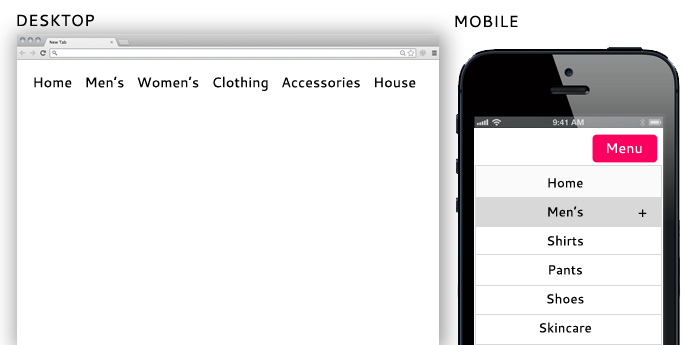 DESKTOP
New Tab
Home Men's Women's Clothing Accessories House
MOBILE
9:41 AM
Menu
Home
Men's +
Shirts
Pants
Shoes
Skincare